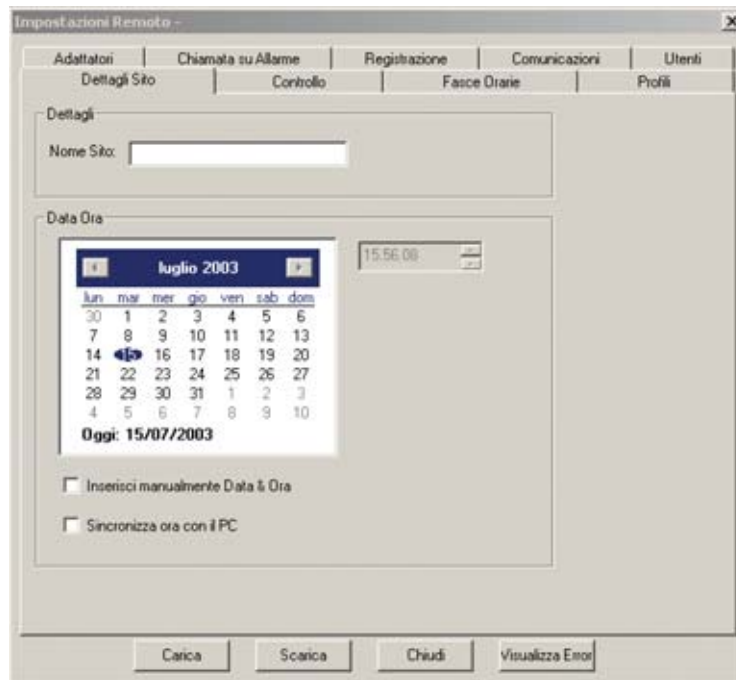 Impostazioni Remoto -
Adattatori Chiamata su Allarme Registrazione Comunicazioni Utenti
Dettagli Sito Controllo Fasce Orarie Profili
Dettagli
Nome Sito:
Data Ora
luglio 2003
15.56.08
lun mar mer gio ven sab dom
30 1 2 3 4 5 6
7 8 9 10 11 12 13
14 15 16 17 18 19 20
21 22 23 24 25 26 27
28 29 30 31 1 2 3
4 5 6 7 8 9 10
Oggi: 15/07/2003
Inserisci manualmente Data & Ora
Sincronizza ora con il PC
Carica Scarica Chiudi Visualizza Error